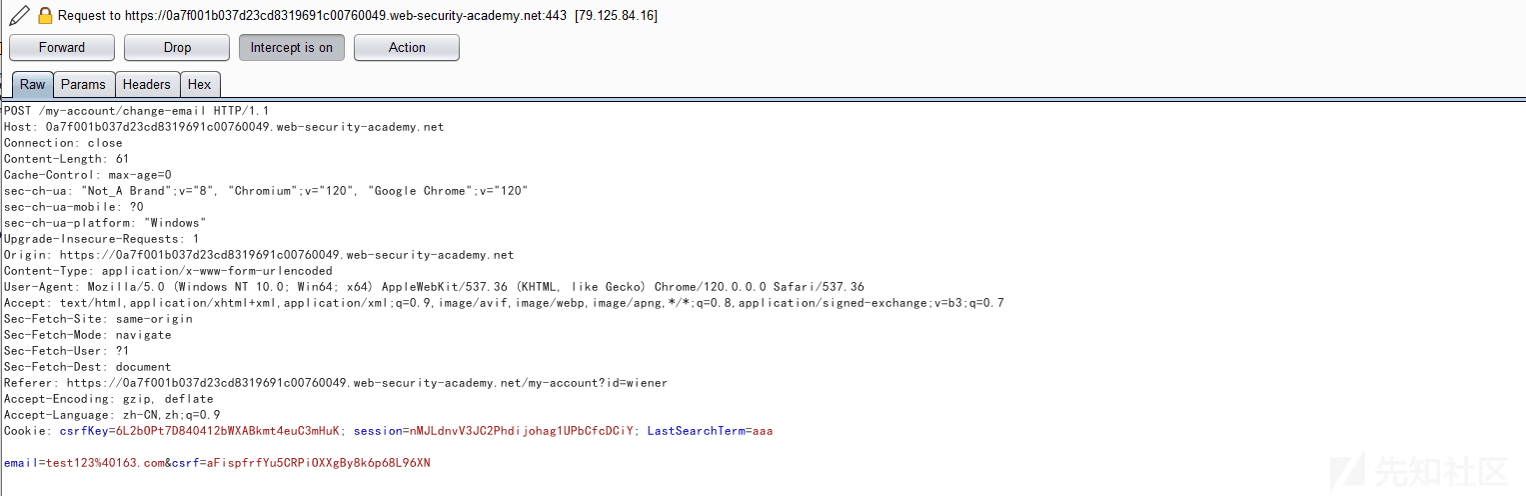 Request to https://0a7f001b037d23cd8319691c00760049.web-security-academy.net:443 [79.125.84.16]
Forward Drop Intercept is on Action
Raw Params Headers Hex
POST /my-account/change-email HTTP/1.1
Host: 0a7f001b037d23cd8319691c00760049.web-security-academy.net
Connection: close
Content-Length: 61
Cache-Control: max-age=0
sec-ch-ua: "Not_A Brand";v="8", "Chromium";v="120", "Google Chrome";v="120"
sec-ch-ua-mobile: ?0
sec-ch-ua-platform: "Windows"
Upgrade-Insecure-Requests: 1
Origin: https://0a7f001b037d23cd8319691c00760049.web-security-academy.net
Content-Type: application/x-www-form-urlencoded
User-Agent: Mozilla/5.0 (Windows NT 10.0; Win64; x64) AppleWebKit/537.36 (KHTML, like Gecko) Chrome/120.0.0.0 Safari/537.36
Accept: text/html,application/xhtml+xml,application/xml;q=0.9,image/avif,image/webp,image/apng,*/*;q=0.8,application/signed-exchange;v=b3;q=0.7
Sec-Fetch-Site: same-origin
Sec-Fetch-Mode: navigate
Sec-Fetch-User: ?1
Sec-Fetch-Dest: document
Referer: https://0a7f001b037d23cd8319691c00760049.web-security-academy.net/my-account?id=wiener
Accept-Encoding: gzip, deflate
Accept-Language: zh-CN,zh;q=0.9
Cookie: csrfKey=6L2bOPt7D840412bWXABkmt4euC3mHuK; session=nMJLdnvV3JC2Phdijohag1UPbCfcDCiY; LastSearchTerm=aaa
email=test123%40163.com&csrf=aFispfrfYu5CRPiOXXgBy8k6p68L96XN
先知社区